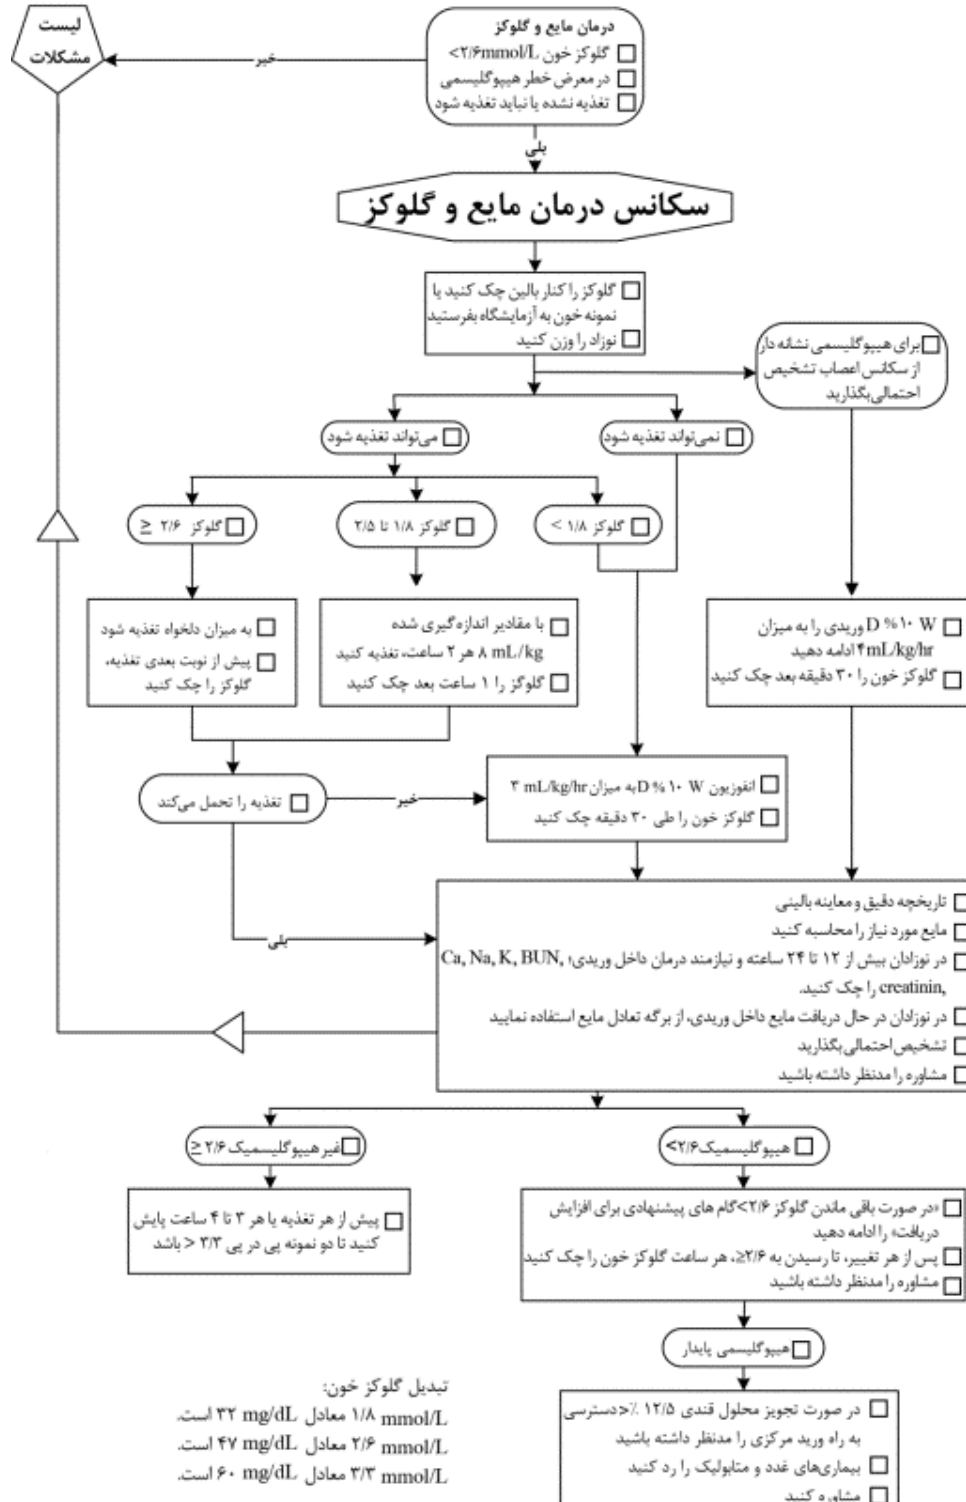 لیست
مشکلات
درمان مایع و گلوکز
گلوکز خون ۲/۶mmol/L>
در معرض خطر هیپوگلیسمی
تغذیه نشده یا نباید تغذیه شود
خیر
بلی
سکانس درمان مایع و گلوکز
گلوکز را کنار بالین چک کنید یا
نمونه خون به آزمایشگاه بفرستید
نوزاد را وزن کنید
برای هیپوگلیسمی نشانه دار
از سکانس اعصاب تشخیص
احتمالی بگذارید
می‌تواند تغذیه شود
نمی‌تواند تغذیه شود
گلوکز ۲/۶ ≥
گلوکز ۱/۸ تا ۲/۵
گلوکز ۱/۸ >
به میزان دلخواه تغذیه شود
پیش از نوبت بعدی تغذیه،
گلوکز را چک کنید
با مقادیر اندازه گیری شده
۸ mL/kg هر ۲ ساعت، تغذیه کنید
گلوگز را ۱ ساعت بعد چک کنید
D %۱۰ W وریدی را به میزان
۴mL/kg/hr ادامه دهید
گلوکز خون را ۳۰ دقیقه بعد چک کنید
تغذیه را تحمل می‌کند
خیر
انفوزیون D %۱۰ W به میزان ۳ mL/kg/hr
گلوکز خون را طی ۳۰ دقیقه چک کنید
بلی
تاریخچه دقیق و معاینه بالینی
مایع مورد نیاز را محاسبه کنید
در نوزادان بیش از ۱۲ تا ۲۴ ساعته و نیازمند درمان داخل وریدی؛ Ca, Na, K, BUN,
creatinin, را چک کنید.
در نوزادان در حال دریافت مایع داخل وریدی، از برگه تعادل مایع استفاده نمایید
تشخیص احتمالی بگذارید
مشاوره را مدنظر داشته باشید
غیر هیپوگلیسمیک ۲/۶ ≤
هیپوگلیسمیک ۲/۶>
پیش از هر تغذیه یا هر ۳ تا ۴ ساعت پایش
کنید تا دو نمونه پی در پی ۳/۳ < باشد
«در صورت باقی ماندن گلوکز ۲/۶> گام های پیشنهادی برای افزایش
دریافت» را ادامه دهید
پس از هر تغییر، تا رسیدن به ۲/۶≤، هر ساعت گلوکز خون را چک کنید
مشاوره را مدنظر داشته باشید
هیپوگلیسمی پایدار
در صورت تجویز محلول قندی ۱۲/۵ ٪< دسترسی
به راه ورید مرکزی را مدنظر داشته باشید
بیماری‌های غدد و متابولیک را رد کنید
مشاوره کنید
تبدیل گلوکز خون:
۱/۸ mmol/L معادل ۳۲ mg/dL است.
۲/۶ mmol/L معادل ۴۷ mg/dL است.
۳/۳ mmol/L معادل ۶۰ mg/dL است.